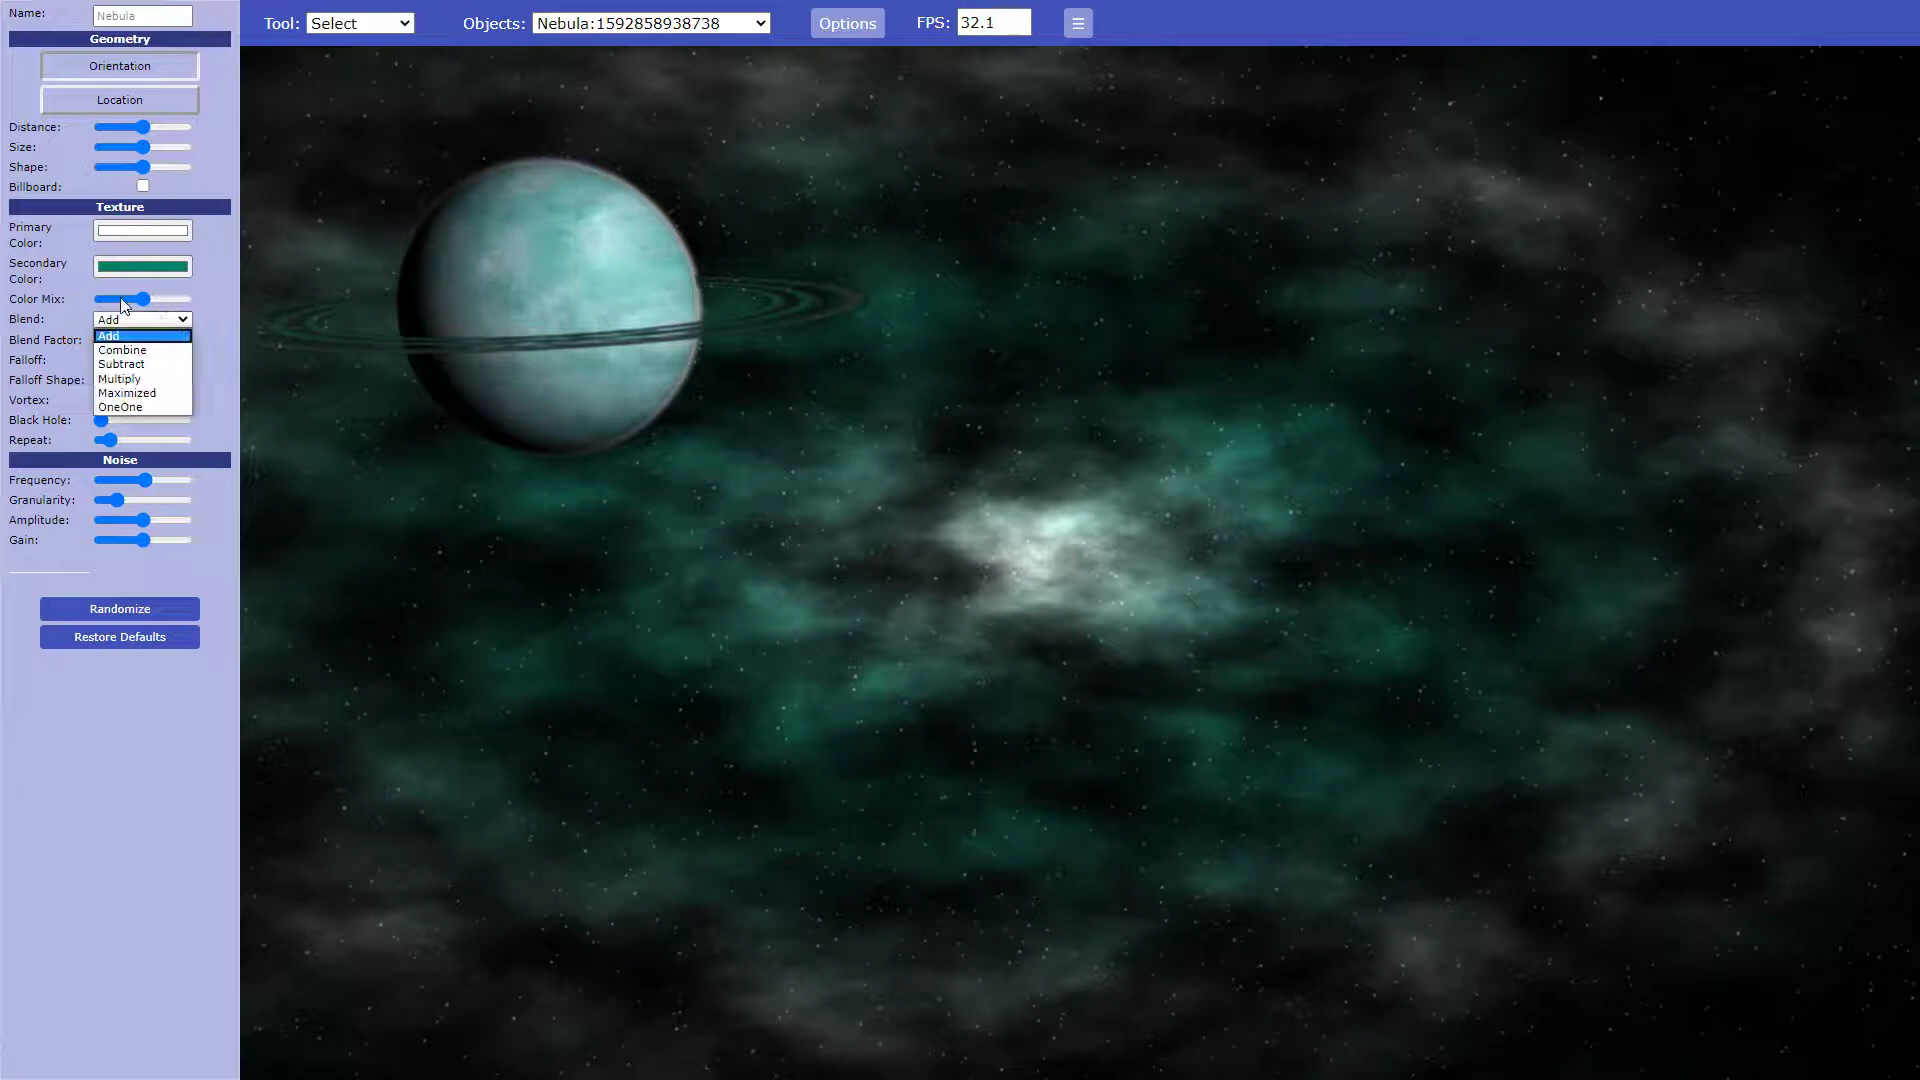 Name: Nebula
Tool: Select Objects: Nebula:1592858938738 Options FPS: 32.1 ☰
Geometry
Orientation
Location
Distance:
Size:
Shape:
Billboard:
Texture
Primary
Color:
Secondary
Color:
Color Mix:
Blend: Add
Add
Combine
Subtract
Multiply
Maximized
OneOne
Blend Factor:
Falloff:
Falloff Shape:
Vortex:
Black Hole:
Repeat:
Noise
Frequency:
Granularity:
Amplitude:
Gain:
Randomize
Restore Defaults